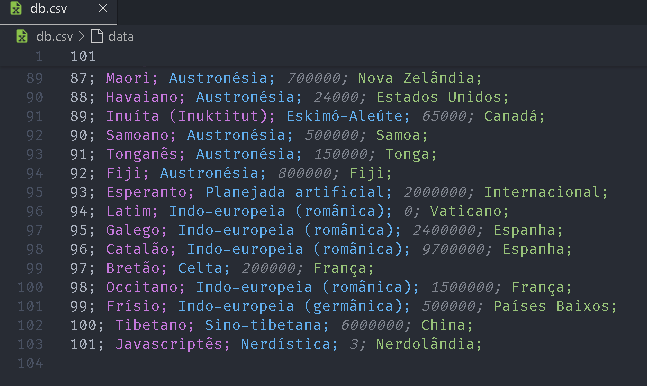 db.csv
db.csv > data
1 101
89 87; Maori; Austronésia; 700000; Nova Zelândia;
90 88; Havaiano; Austronésia; 24000; Estados Unidos;
91 89; Inuíta (Inuktitut); Eskimó-Aleúte; 65000; Canadá;
92 90; Samoano; Austronésia; 500000; Samoa;
93 91; Tonganês; Austronésia; 150000; Tonga;
94 92; Fiji; Austronésia; 800000; Fiji;
95 93; Esperanto; Planejada artificial; 2000000; Internacional;
96 94; Latim; Indo-europeia (românica); 0; Vaticano;
97 95; Galego; Indo-europeia (românica); 2400000; Espanha;
98 96; Catalão; Indo-europeia (românica); 9700000; Espanha;
99 97; Bretão; Celta; 200000; França;
100 98; Occitano; Indo-europeia (românica); 1500000; França;
101 99; Frísio; Indo-europeia (germânica); 500000; Países Baixos;
102 100; Tibetano; Sino-tibetana; 6000000; China;
103 101; Javascriptês; Nerdística; 3; Nerdolândia;
104